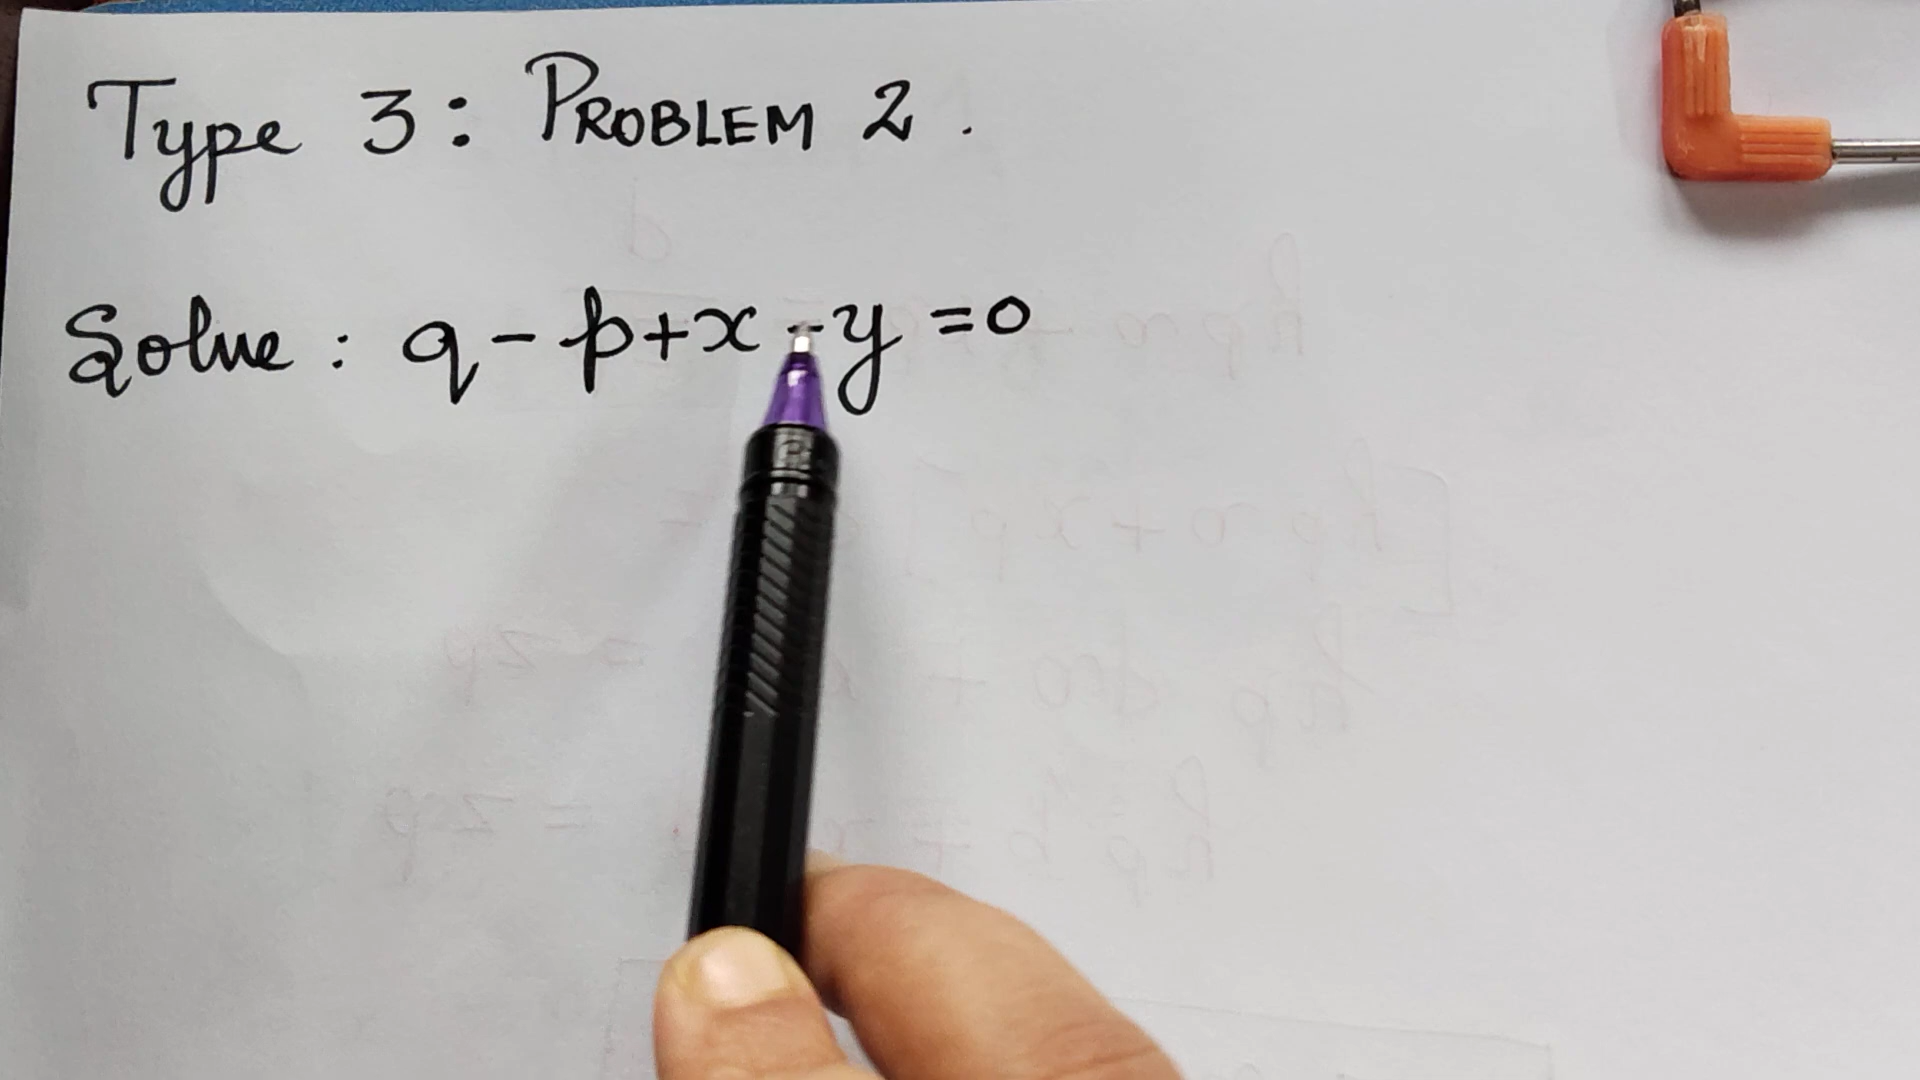 Type 3: PROBLEM 2.
Solve: q - p + x - y = 0